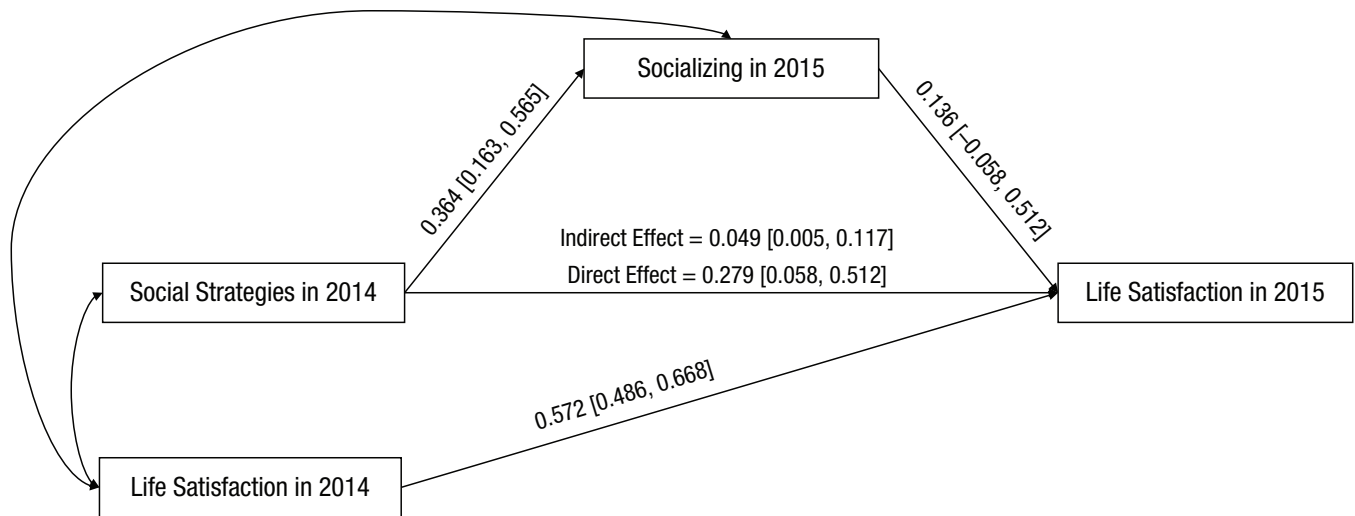 Socializing in 2015
0.364 [0.163, 0.565]
0.136 [–0.058, 0.512]
Indirect Effect = 0.049 [0.005, 0.117]
Direct Effect = 0.279 [0.058, 0.512]
Social Strategies in 2014
Life Satisfaction in 2015
0.572 [0.486, 0.668]
Life Satisfaction in 2014